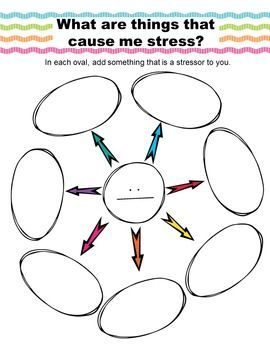 What are things that
cause me stress?
In each oval, add something that is a stressor to you.